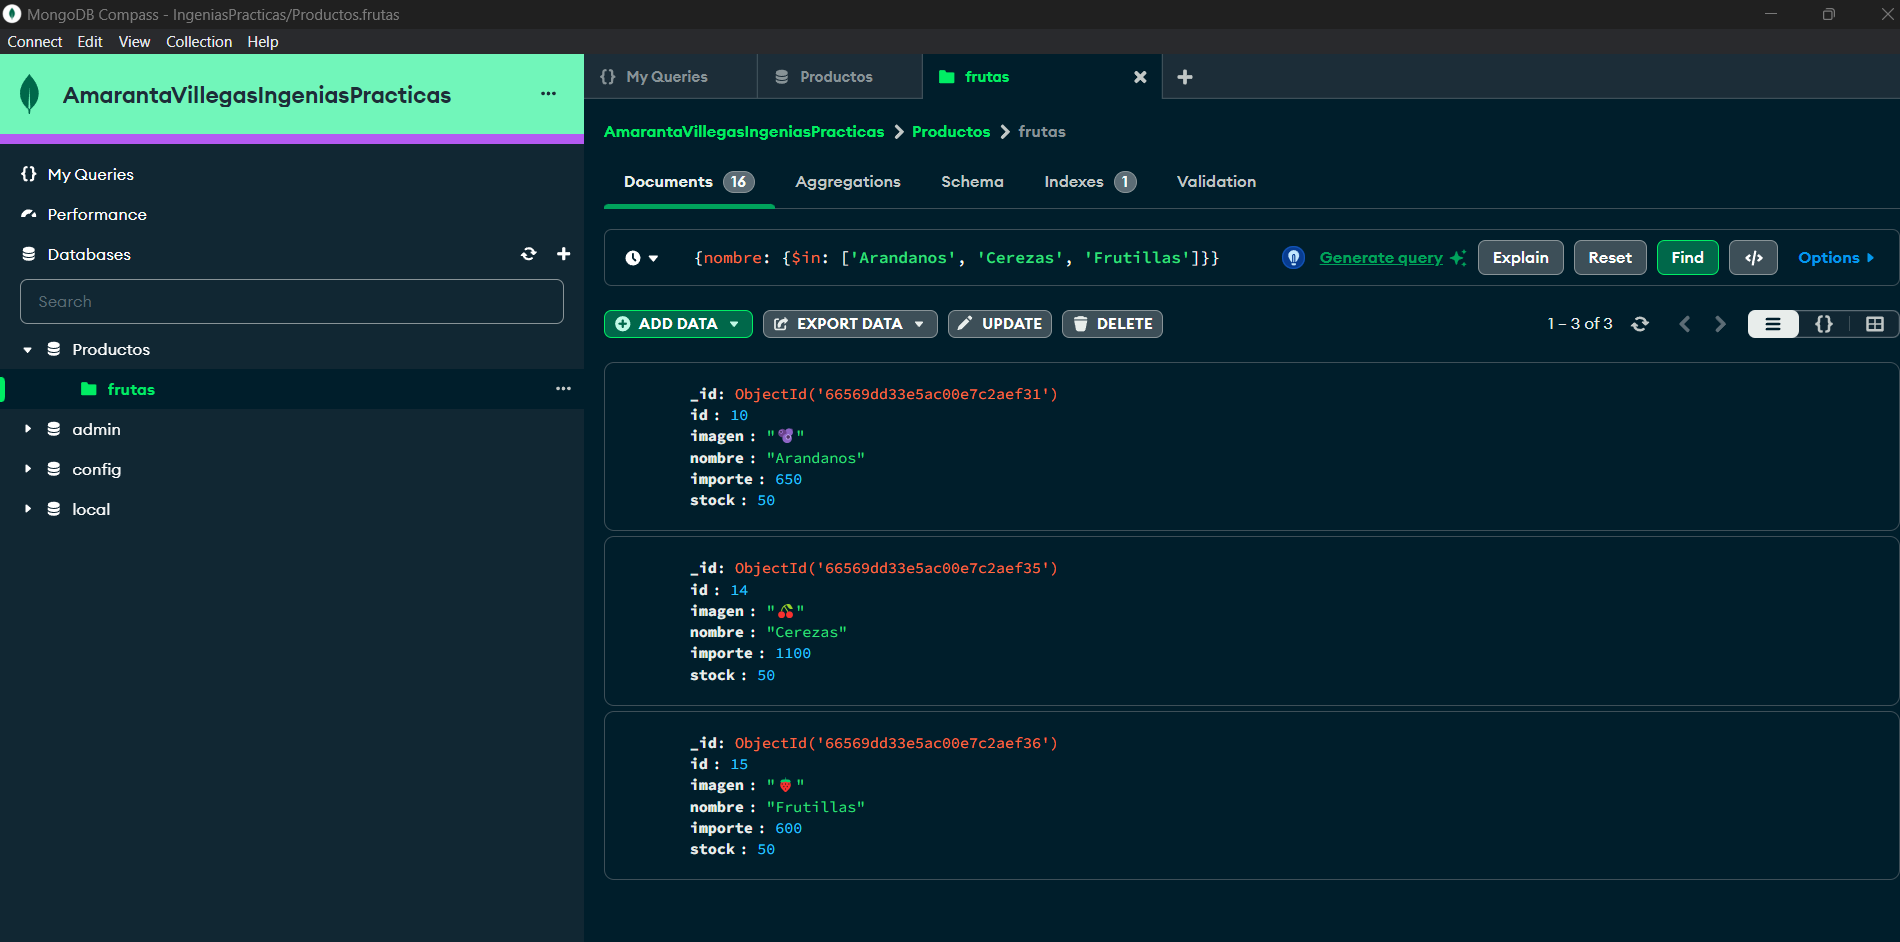 MongoDB Compass - IngeniasPracticas/Productos.frutas
Connect Edit View Collection Help
AmarantaVillegasIngeniasPracticas
My Queries
Performance
Databases
Search
Productos
frutas
admin
config
local
{} My Queries Productos frutas
AmarantaVillegasIngeniasPracticas > Productos > frutas
Documents 16 Aggregations Schema Indexes 1 Validation
{nombre: {$in: ['Arandanos', 'Cerezas', 'Frutillas']}} Generate query Explain Reset Find </> Options
ADD DATA EXPORT DATA UPDATE DELETE 1 – 3 of 3 {}
_id: ObjectId('66569dd33e5ac00e7c2aef31')
id : 10
imagen : "🫐"
nombre : "Arandanos"
importe : 650
stock : 50
_id: ObjectId('66569dd33e5ac00e7c2aef35')
id : 14
imagen : "🍒"
nombre : "Cerezas"
importe : 1100
stock : 50
_id: ObjectId('66569dd33e5ac00e7c2aef36')
id : 15
imagen : "🍓"
nombre : "Frutillas"
importe : 600
stock : 50